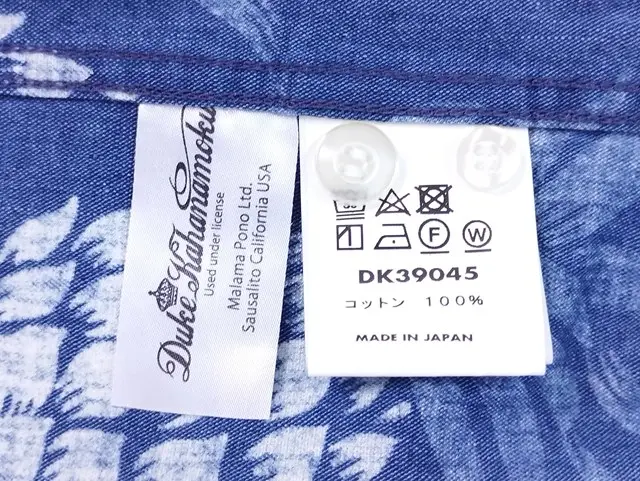 Duke Kahanamoku
Used under license
Malama Pono Ltd.
Sausalito California USA
F W
DK39045
コットン 100%
MADE IN JAPAN